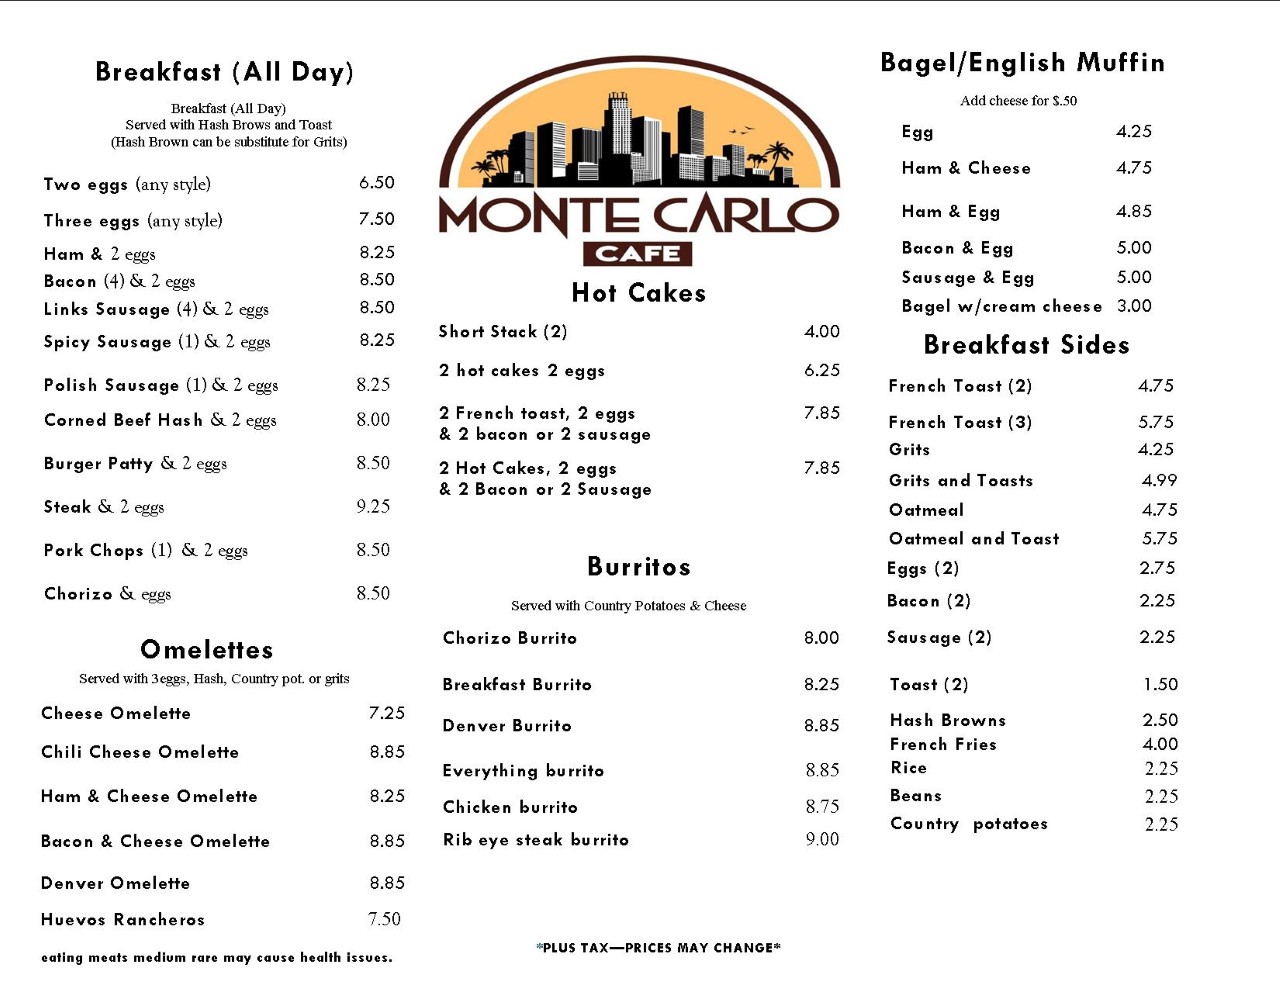 Breakfast (All Day)
Breakfast (All Day)
Served with Hash Brows and Toast
(Hash Brown can be substitute for Grits)
Two eggs (any style) 6.50
Three eggs (any style) 7.50
Ham & 2 eggs 8.25
Bacon (4) & 2 eggs 8.50
Links Sausage (4) & 2 eggs 8.50
Spicy Sausage (1) & 2 eggs 8.25
Polish Sausage (1) & 2 eggs 8.25
Corned Beef Hash & 2 eggs 8.00
Burger Patty & 2 eggs 8.50
Steak & 2 eggs 9.25
Pork Chops (1) & 2 eggs 8.50
Chorizo & eggs 8.50
Omelettes
Served with 3eggs, Hash, Country pot. or grits
Cheese Omelette 7.25
Chili Cheese Omelette 8.85
Ham & Cheese Omelette 8.25
Bacon & Cheese Omelette 8.85
Denver Omelette 8.85
Huevos Rancheros 7.50
eating meats medium rare may cause health issues.
MONTE CARLO
CAFE
Hot Cakes
Short Stack (2) 4.00
2 hot cakes 2 eggs 6.25
2 French toast, 2 eggs 7.85
& 2 bacon or 2 sausage
2 Hot Cakes, 2 eggs 7.85
& 2 Bacon or 2 Sausage
Burritos
Served with Country Potatoes & Cheese
Chorizo Burrito 8.00
Breakfast Burrito 8.25
Denver Burrito 8.85
Everything burrito 8.85
Chicken burrito 8.75
Rib eye steak burrito 9.00
*PLUS TAX—PRICES MAY CHANGE*
Bagel/English Muffin
Add cheese for $.50
Egg 4.25
Ham & Cheese 4.75
Ham & Egg 4.85
Bacon & Egg 5.00
Sausage & Egg 5.00
Bagel w/cream cheese 3.00
Breakfast Sides
French Toast (2) 4.75
French Toast (3) 5.75
Grits 4.25
Grits and Toasts 4.99
Oatmeal 4.75
Oatmeal and Toast 5.75
Eggs (2) 2.75
Bacon (2) 2.25
Sausage (2) 2.25
Toast (2) 1.50
Hash Browns 2.50
French Fries 4.00
Rice 2.25
Beans 2.25
Country potatoes 2.25